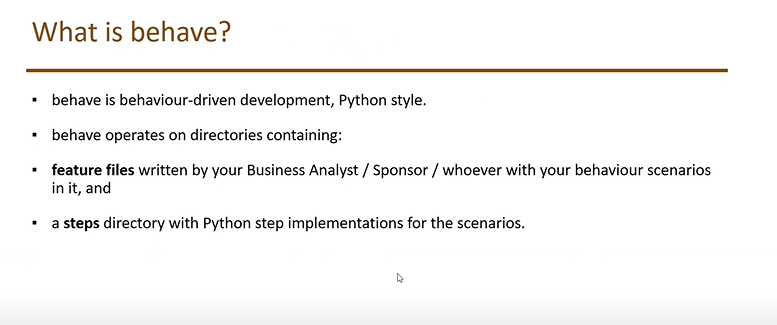 What is behave?
▪ behave is behaviour-driven development, Python style.
▪ behave operates on directories containing:
▪ feature files written by your Business Analyst / Sponsor / whoever with your behaviour scenarios
in it, and
▪ a steps directory with Python step implementations for the scenarios.